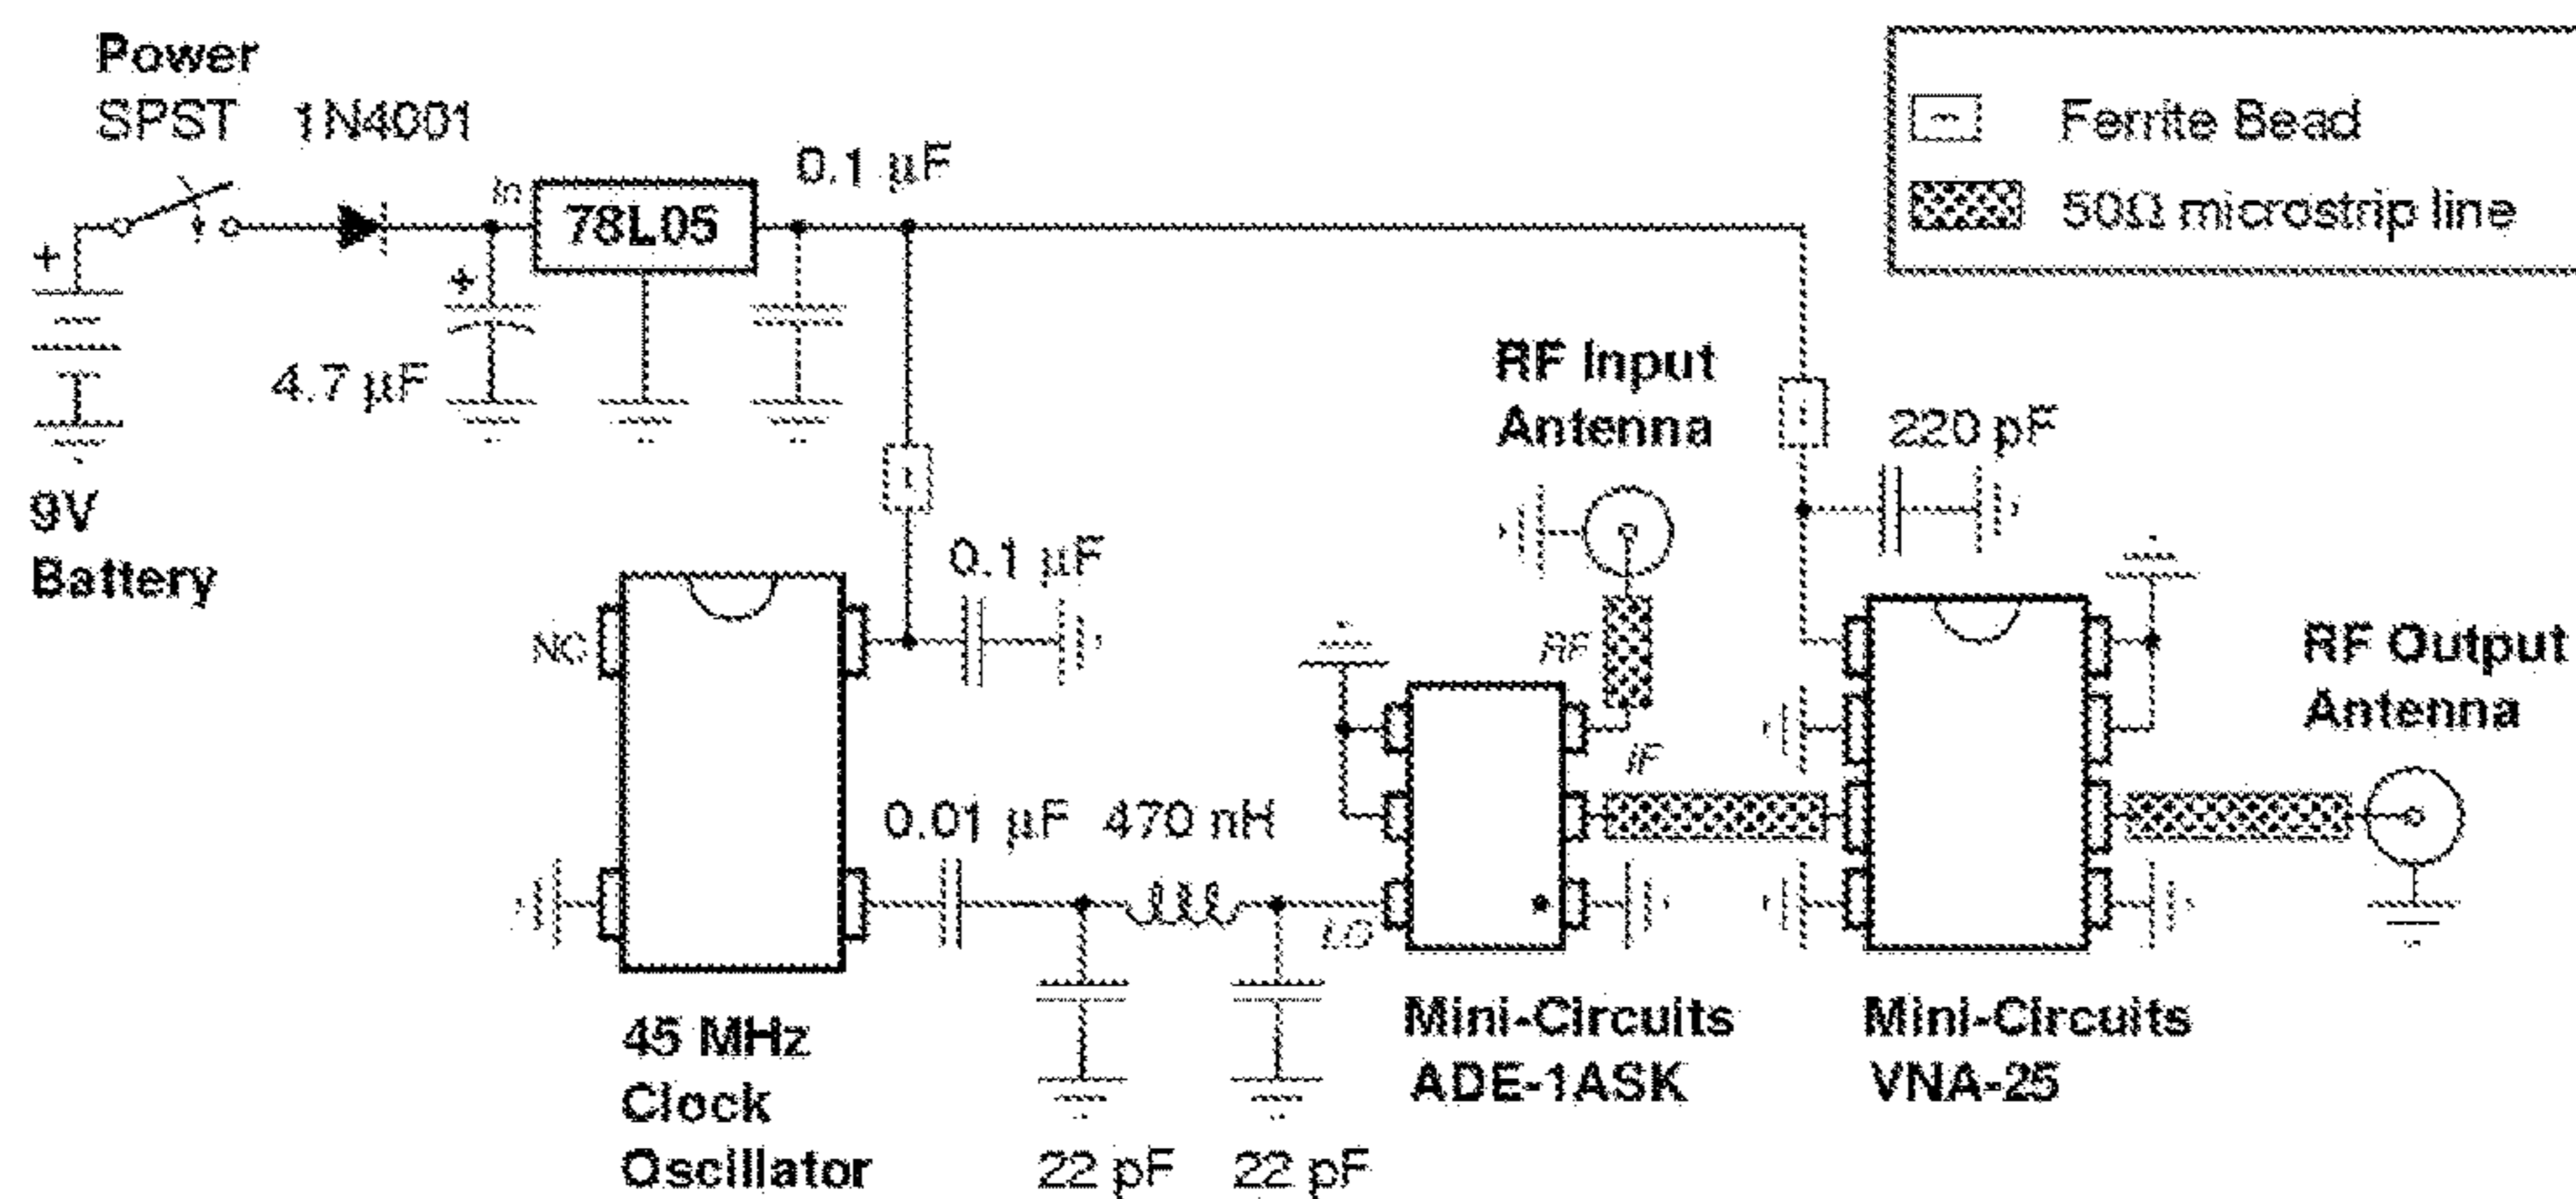 Power
SPST
1N4001
In
78L05
0.1 µF
Ferrite Bead
50Ω microstrip line
+
+
4.7 µF
9V
Battery
RF Input
Antenna
220 pF
0.1 µF
NC
RF
IF
RF Output
Antenna
0.01 µF
470 nH
LO
45 MHz
Clock
Oscillator
22 pF
22 pF
Mini-Circuits
ADE-1ASK
Mini-Circuits
VNA-25